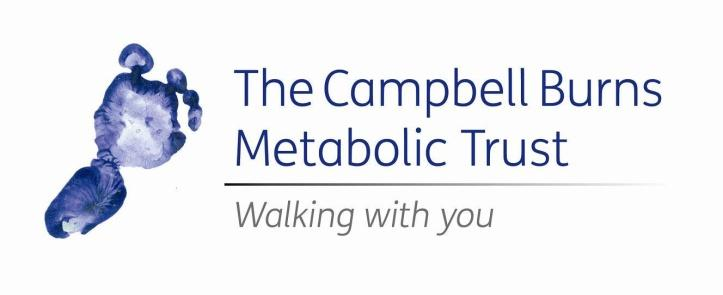 The Campbell Burns
Metabolic Trust
Walking with you